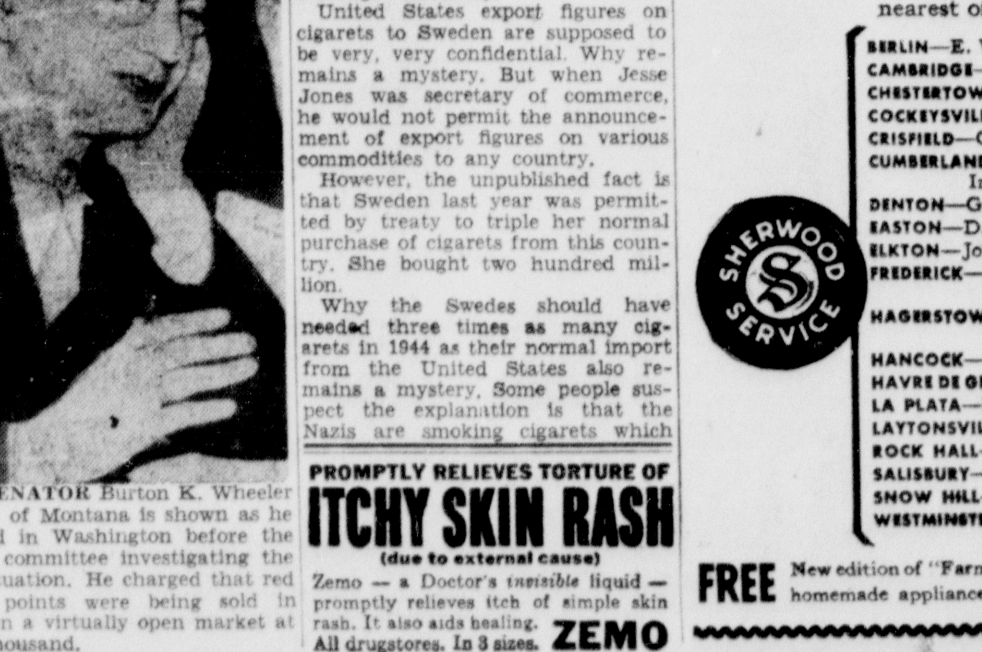 United States export figures on
cigarets to Sweden are supposed to
be very, very confidential. Why re-
mains a mystery. But when Jesse
Jones was secretary of commerce,
he would not permit the announce-
ment of export figures on various
commodities to any country.
However, the unpublished fact is
that Sweden last year was permit-
ted by treaty to triple her normal
purchase of cigarets from this coun-
try. She bought two hundred mil-
lion.
Why the Swedes should have
needed three times as many cig-
arets in 1944 as their normal import
from the United States also re-
mains a mystery. Some people sus-
pect the explanation is that the
Nazis are smoking cigarets which
ENATOR Burton K. Wheeler
of Montana is shown as he
in Washington before the
committee investigating the
uation. He charged that red
points were being sold in
n a virtually open market at
housand.
PROMPTLY RELIEVES TORTURE OF
ITCHY SKIN RASH
(due to external cause)
Zemo — a Doctor's invisible liquid —
promptly relieves itch of simple skin
rash. It also aids healing.
All drugstores. In 3 sizes. ZEMO
SHERWOOD
S
SERVICE
nearest
BERLIN—E.
CAMBRIDGE—
CHESTERTOW
COCKEYSVIL
CRISFIELD—
CUMBERLAND
In
DENTON—G
EASTON—D
ELKTON—Jo
FREDERICK—
HAGERSTOW
HANCOCK—
HAVRE DE G
LA PLATA—
LAYTONSVIL
ROCK HALL
SALISBURY—
SNOW HILL
WESTMINST
FREE New edition of "Farm
homemade appliance